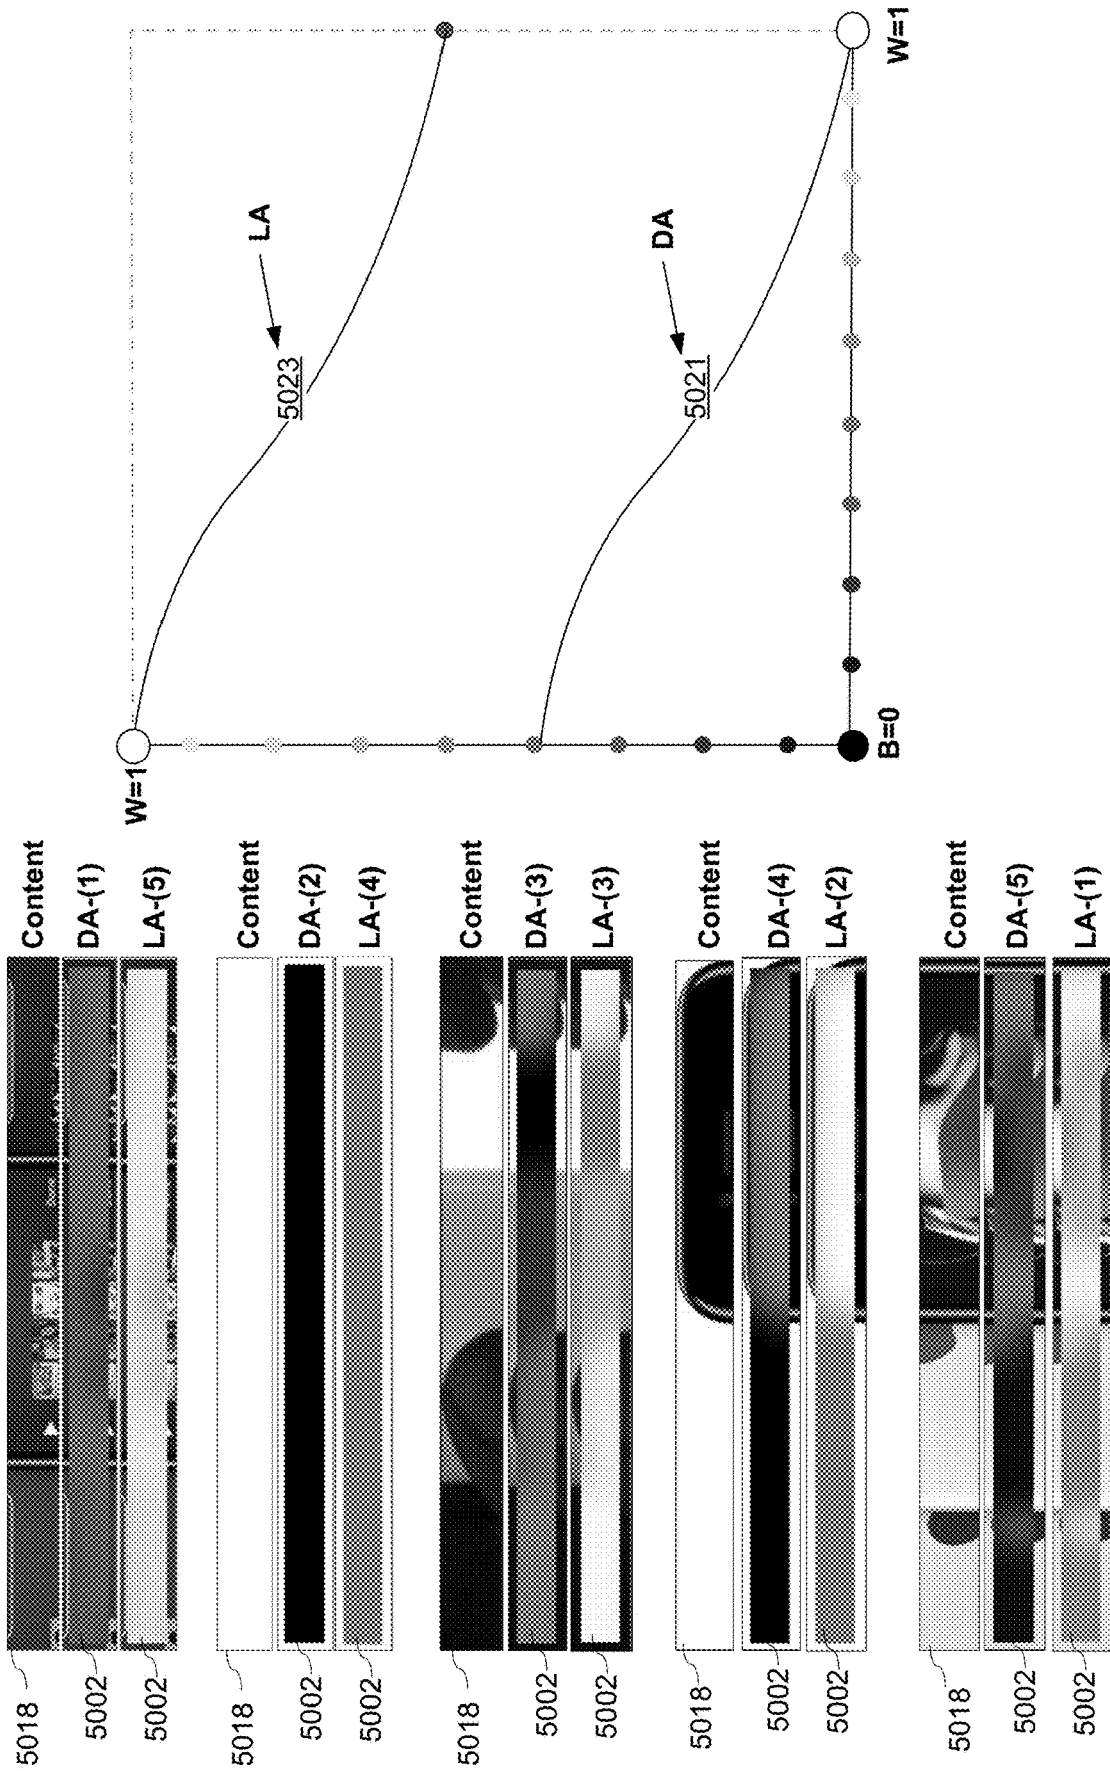 5018 Content
5002 DA-(1)
5002 LA-(5)
5018 Content
5002 DA-(2)
5002 LA-(4)
5018 Content
5002 DA-(3)
5002 LA-(3)
5018 Content
5002 DA-(4)
5002 LA-(2)
5018 Content
5002 DA-(5)
5002 LA-(1)
W=1
LA
5023
DA
5021
B=0
W=1